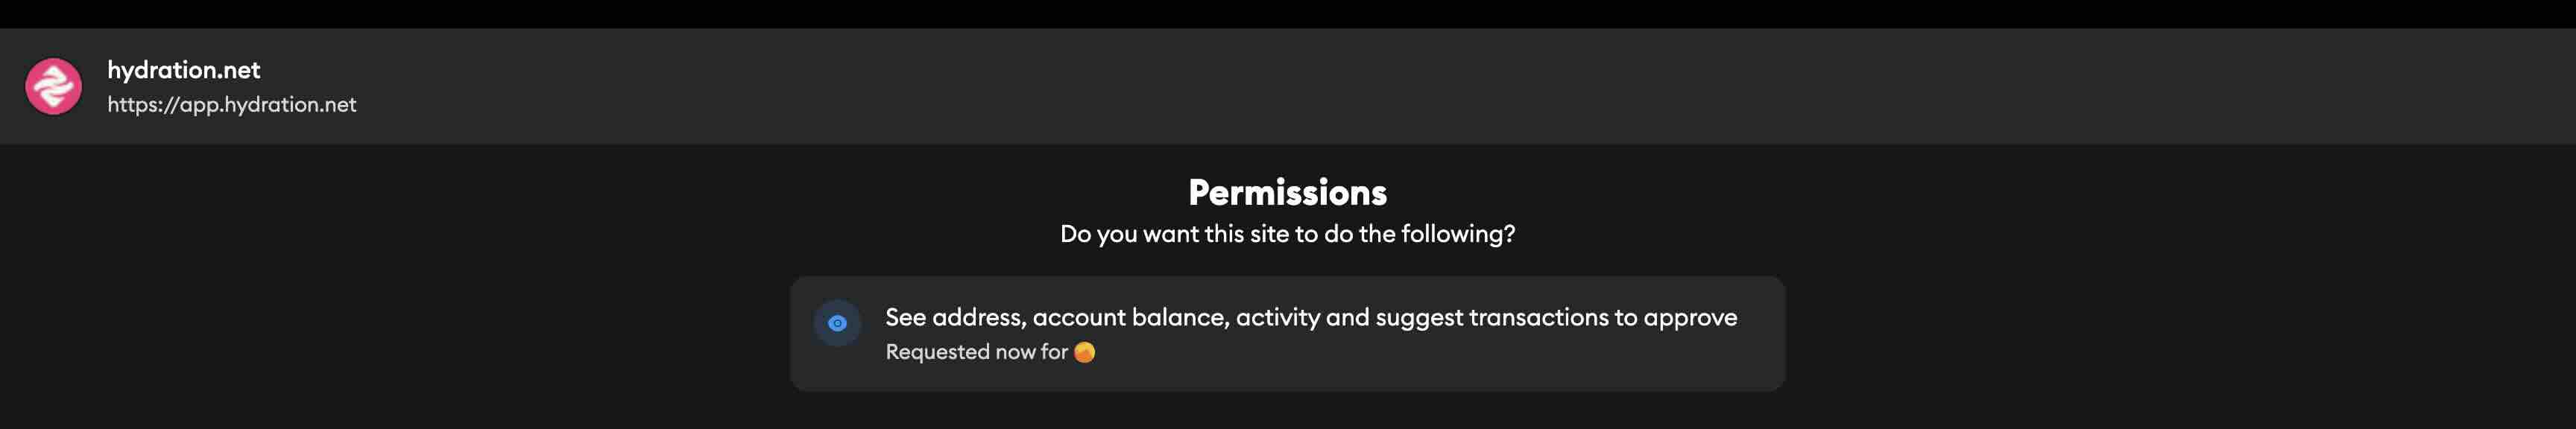 hydration.net
https://app.hydration.net
Permissions
Do you want this site to do the following?
See address, account balance, activity and suggest transactions to approve
Requested now for